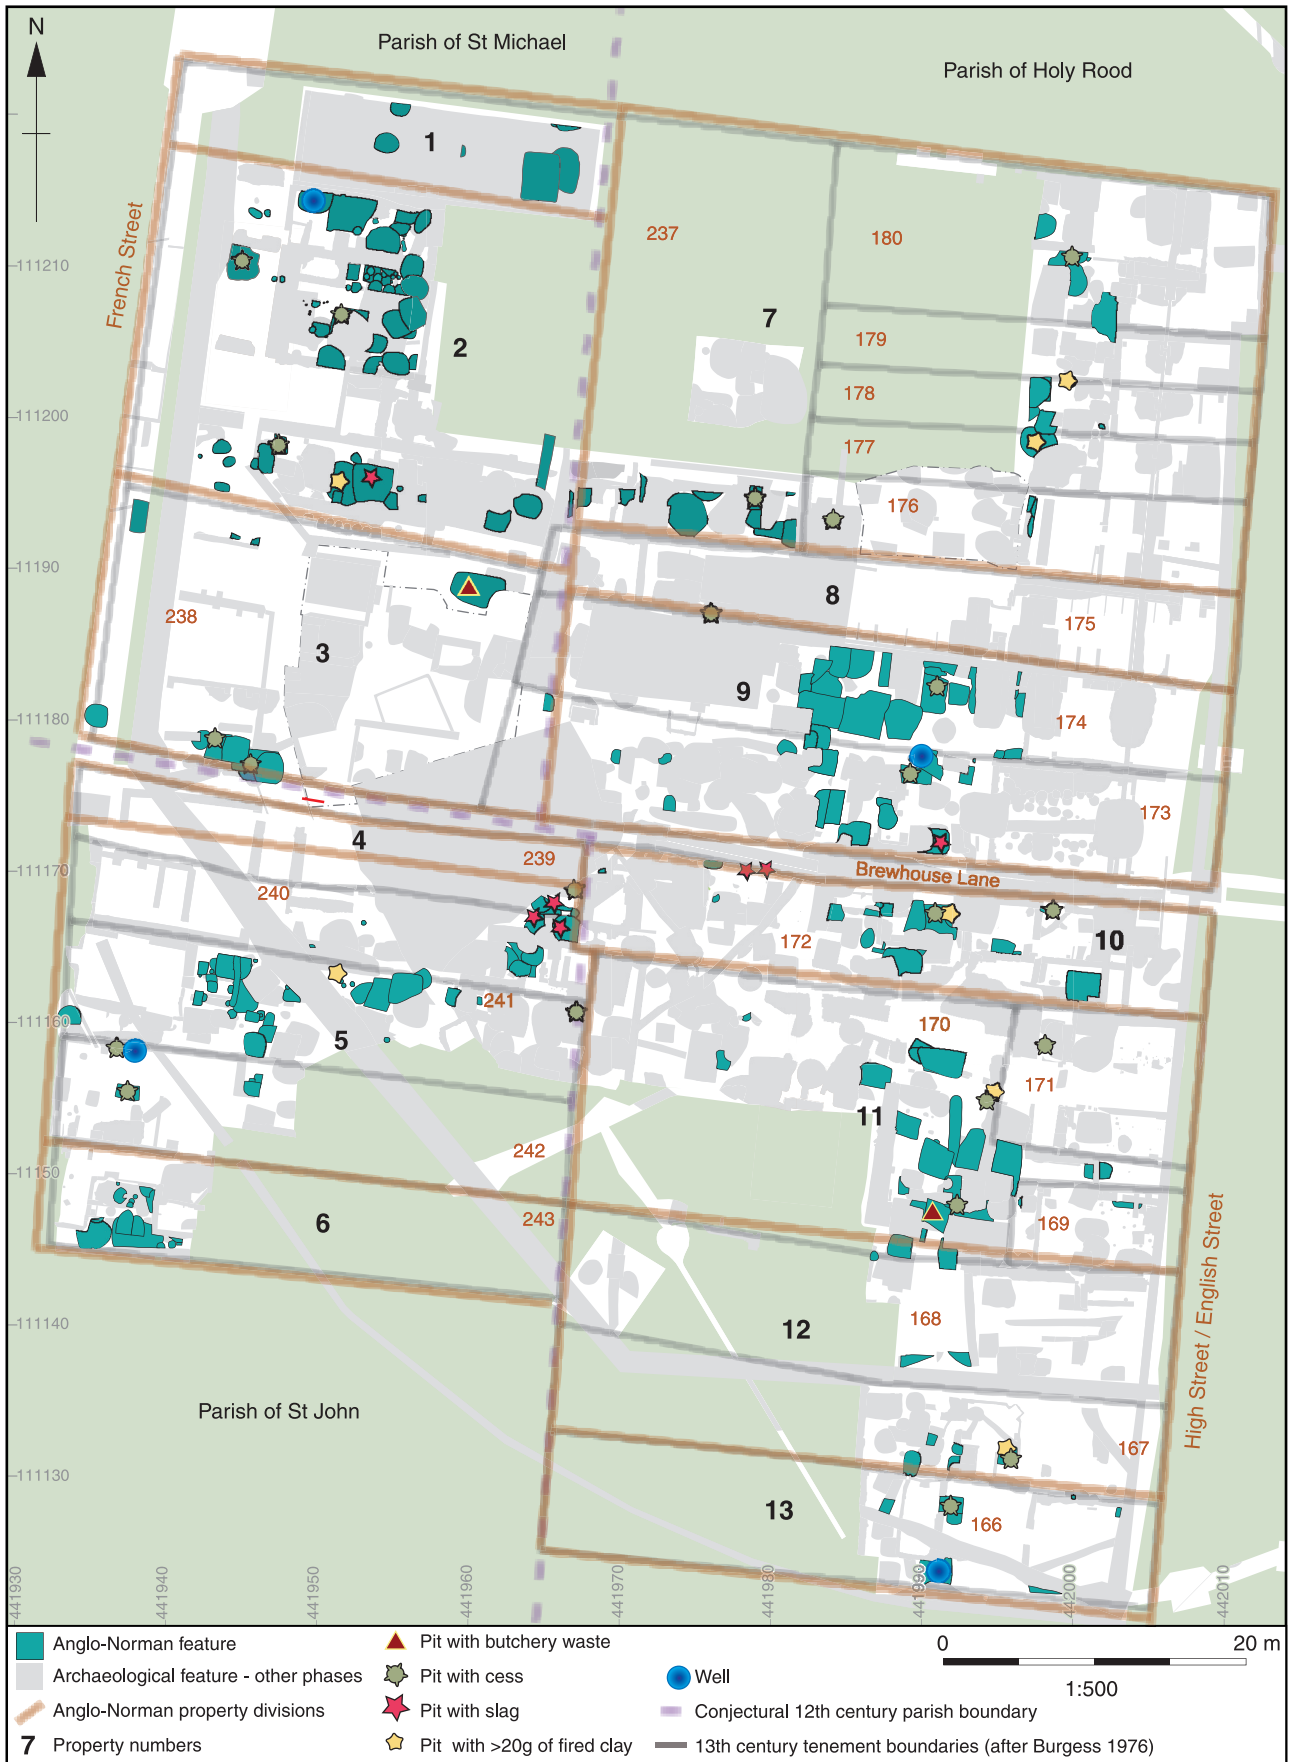 N
Parish of St Michael
Parish of Holy Rood
1
French Street
237
180
111210
7
179
2
178
111200
177
176
111190
8
238
175
3
9
174
111180
173
4
239
111170
Brewhouse Lane
240
172
10
241
111160
170
5
171
11
242
111150
6
243
169
High Street / English Street
168
12
111140
Parish of St John
167
111130
13
166
441930
441940
441950
441960
441970
441980
441990
442000
442010
Anglo-Norman feature
Archaeological feature - other phases
Anglo-Norman property divisions
7 Property numbers
Pit with butchery waste
Pit with cess
Pit with slag
Pit with >20g of fired clay
Well
Conjectural 12th century parish boundary
13th century tenement boundaries (after Burgess 1976)
0 20 m
1:500